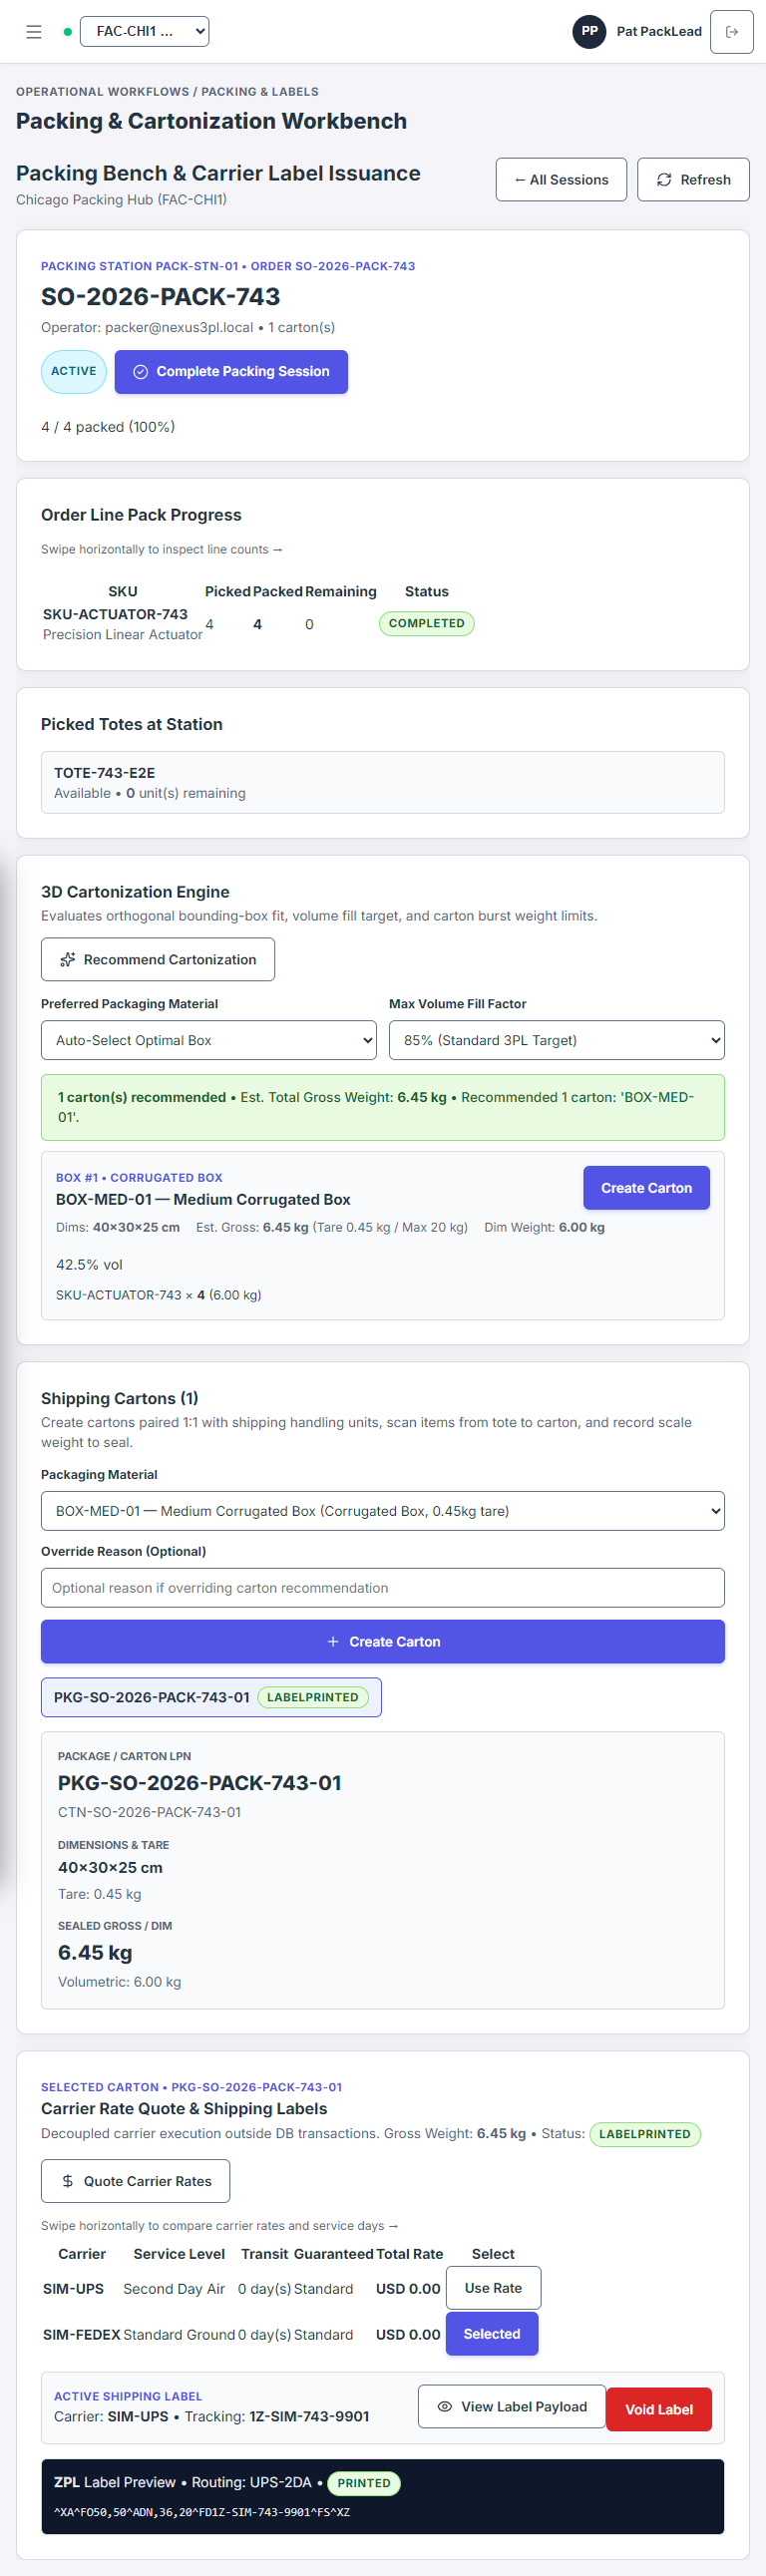 FAC-CHI1 ...
PP
Pat PackLead
OPERATIONAL WORKFLOWS / PACKING & LABELS
Packing & Cartonization Workbench
Packing Bench & Carrier Label Issuance
Chicago Packing Hub (FAC-CHI1)
← All Sessions
Refresh
PACKING STATION PACK-STN-01 • ORDER SO-2026-PACK-743
SO-2026-PACK-743
Operator: packer@nexus3pl.local • 1 carton(s)
ACTIVE
Complete Packing Session
4 / 4 packed (100%)
Order Line Pack Progress
Swipe horizontally to inspect line counts →
SKU Picked Packed Remaining Status
SKU-ACTUATOR-743
Precision Linear Actuator
4 4 0 COMPLETED
Picked Totes at Station
TOTE-743-E2E
Available • 0 unit(s) remaining
3D Cartonization Engine
Evaluates orthogonal bounding-box fit, volume fill target, and carton burst weight limits.
Recommend Cartonization
Preferred Packaging Material
Max Volume Fill Factor
Auto-Select Optimal Box
85% (Standard 3PL Target)
1 carton(s) recommended • Est. Total Gross Weight: 6.45 kg • Recommended 1 carton: 'BOX-MED-
01'.
BOX #1 • CORRUGATED BOX
BOX-MED-01 — Medium Corrugated Box
Create Carton
Dims: 40×30×25 cm Est. Gross: 6.45 kg (Tare 0.45 kg / Max 20 kg) Dim Weight: 6.00 kg
42.5% vol
SKU-ACTUATOR-743 × 4 (6.00 kg)
Shipping Cartons (1)
Create cartons paired 1:1 with shipping handling units, scan items from tote to carton, and record scale
weight to seal.
Packaging Material
BOX-MED-01 — Medium Corrugated Box (Corrugated Box, 0.45kg tare)
Override Reason (Optional)
Optional reason if overriding carton recommendation
Create Carton
PKG-SO-2026-PACK-743-01 LABELPRINTED
PACKAGE / CARTON LPN
PKG-SO-2026-PACK-743-01
CTN-SO-2026-PACK-743-01
DIMENSIONS & TARE
40×30×25 cm
Tare: 0.45 kg
SEALED GROSS / DIM
6.45 kg
Volumetric: 6.00 kg
SELECTED CARTON • PKG-SO-2026-PACK-743-01
Carrier Rate Quote & Shipping Labels
Decoupled carrier execution outside DB transactions. Gross Weight: 6.45 kg • Status: LABELPRINTED
Quote Carrier Rates
Swipe horizontally to compare carrier rates and service days →
Carrier Service Level Transit Guaranteed Total Rate Select
SIM-UPS Second Day Air 0 day(s) Standard USD 0.00 Use Rate
SIM-FEDEX Standard Ground 0 day(s) Standard USD 0.00 Selected
ACTIVE SHIPPING LABEL
Carrier: SIM-UPS • Tracking: 1Z-SIM-743-9901
View Label Payload
Void Label
ZPL Label Preview • Routing: UPS-2DA • PRINTED
^XA^FO50,50^ADN,36,20^FD1Z-SIM-743-9901^FS^XZ